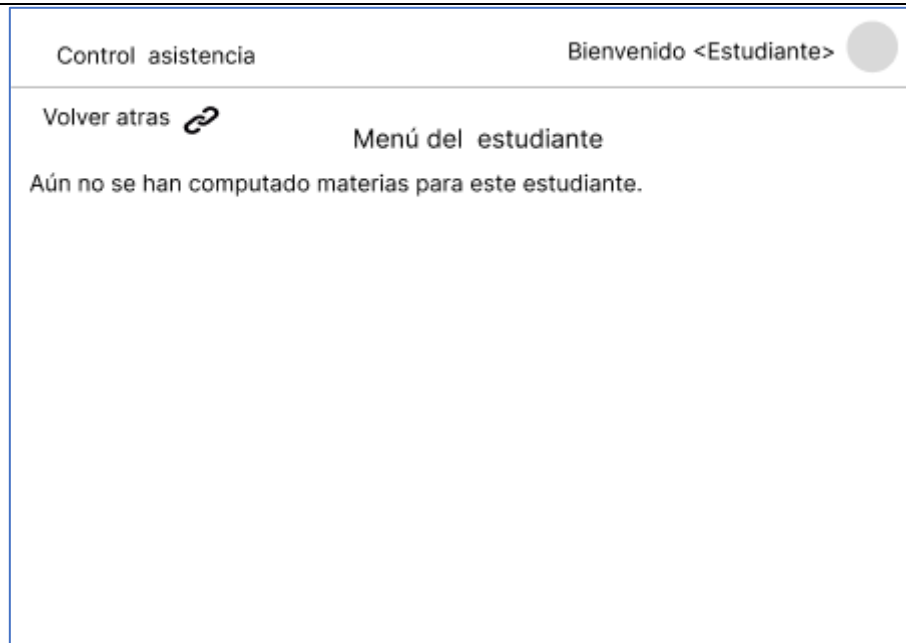 Control asistencia
Bienvenido <Estudiante>
Volver atras
Menú del estudiante
Aún no se han computado materias para este estudiante.